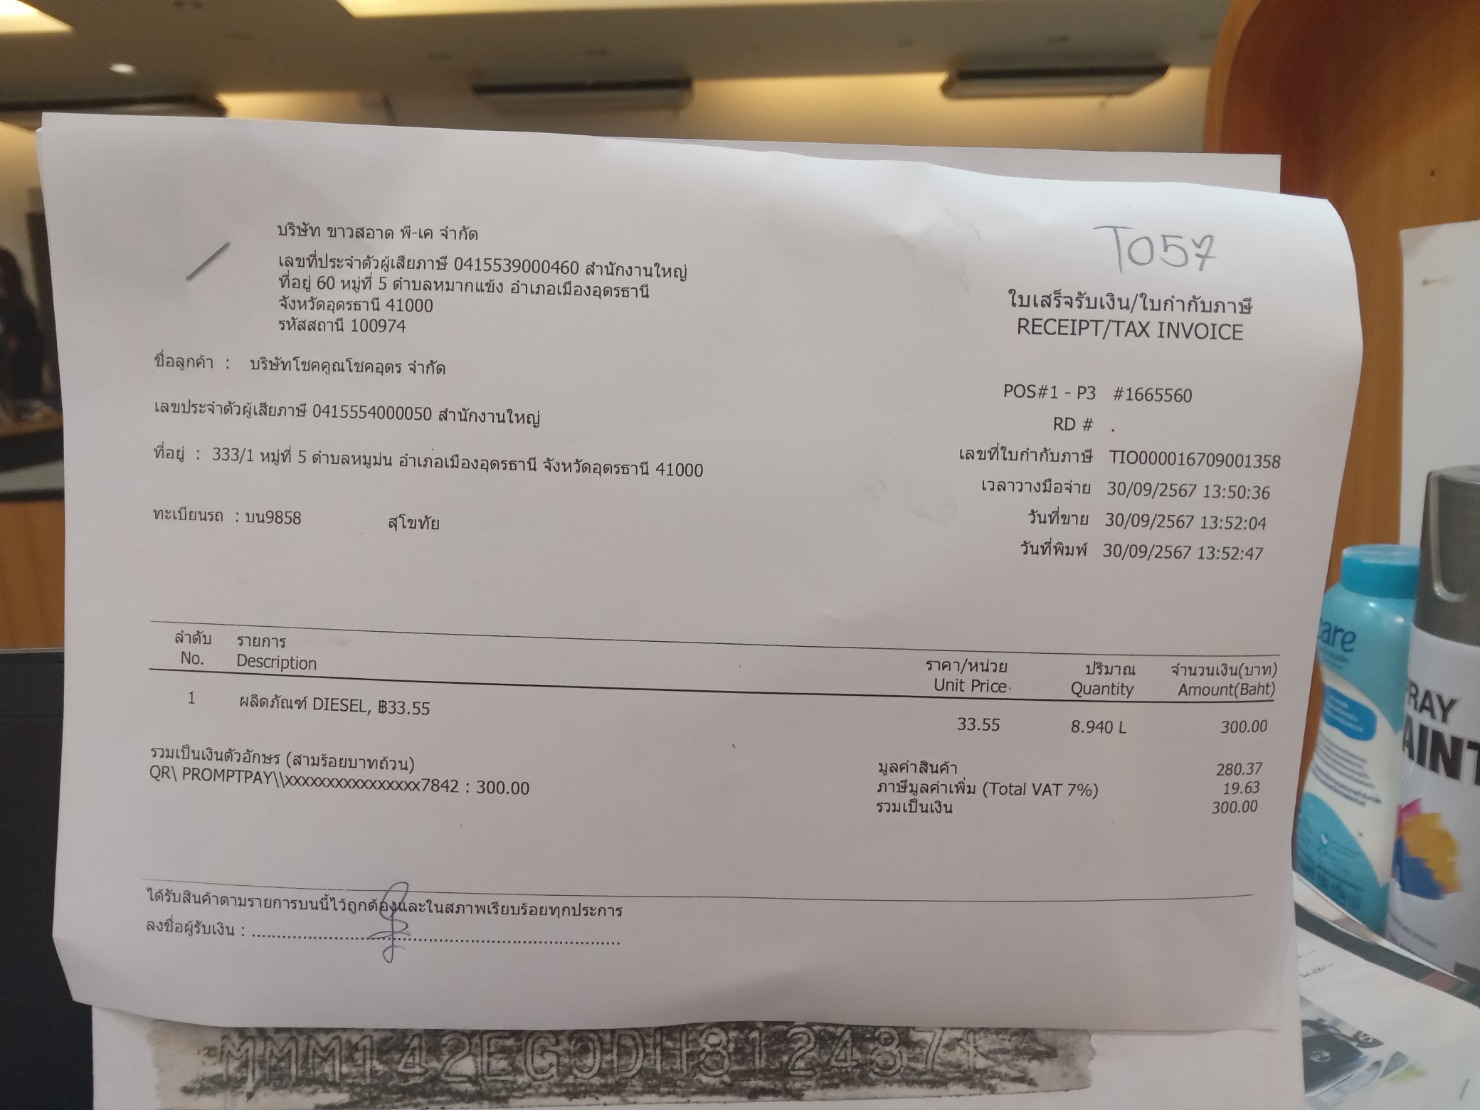 บริษัท ขาวสอาด พี-เค จำกัด
เลขที่ประจำตัวผู้เสียภาษี 0415539000460 สำนักงานใหญ่
ที่อยู่ 60 หมู่ที่ 5 ตำบลหมากแข้ง อำเภอเมืองอุดรธานี
จังหวัดอุดรธานี 41000
รหัสสถานี 100974
T057
ใบเสร็จรับเงิน/ใบกำกับภาษี
RECEIPT/TAX INVOICE
ชื่อลูกค้า : บริษัทโชคคูณโชคอุดร จำกัด
เลขประจำตัวผู้เสียภาษี 0415554000050 สำนักงานใหญ่
ที่อยู่ : 333/1 หมู่ที่ 5 ตำบลหมูม่น อำเภอเมืองอุดรธานี จังหวัดอุดรธานี 41000
ทะเบียนรถ : บน9858 สุโขทัย
POS#1 - P3 #1665560
RD # .
เลขที่ใบกำกับภาษี TIO000016709001358
เวลาวางมือจ่าย 30/09/2567 13:50:36
วันที่ขาย 30/09/2567 13:52:04
วันที่พิมพ์ 30/09/2567 13:52:47
ลำดับ รายการ ราคา/หน่วย ปริมาณ จำนวนเงิน(บาท)
No. Description Unit Price Quantity Amount(Baht)
1 ผลิตภัณฑ์ DIESEL, ฿33.55 33.55 8.940 L 300.00
รวมเป็นเงินตัวอักษร (สามร้อยบาทถ้วน)
QR\ PROMPTPAY\\xxxxxxxxxxxxxxxx7842 : 300.00
มูลค่าสินค้า 280.37
ภาษีมูลค่าเพิ่ม (Total VAT 7%) 19.63
รวมเป็นเงิน 300.00
ได้รับสินค้าตามรายการบนนี้ไว้ถูกต้องและในสภาพเรียบร้อยทุกประการ
ลงชื่อผู้รับเงิน : ........................................................................
care
SPRAY
PAINT